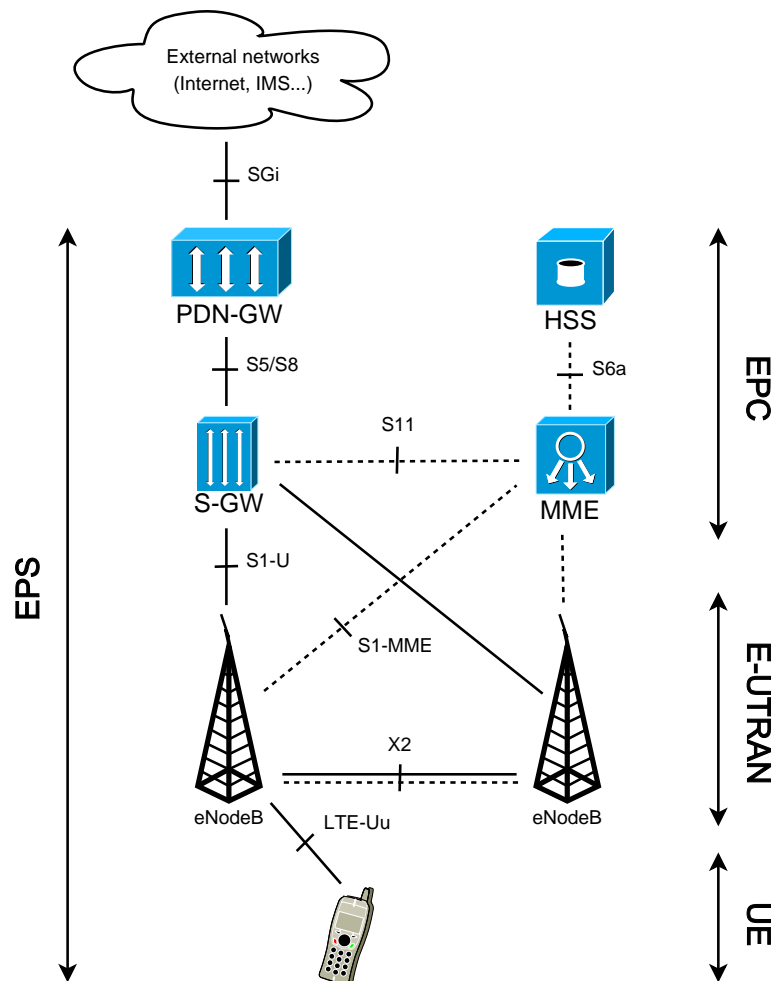 External networks
(Internet, IMS...)
SGi
PDN-GW
HSS
S5/S8
S6a
EPC
S11
S-GW
MME
S1-U
EPS
S1-MME
E-UTRAN
X2
eNodeB
eNodeB
LTE-Uu
UE